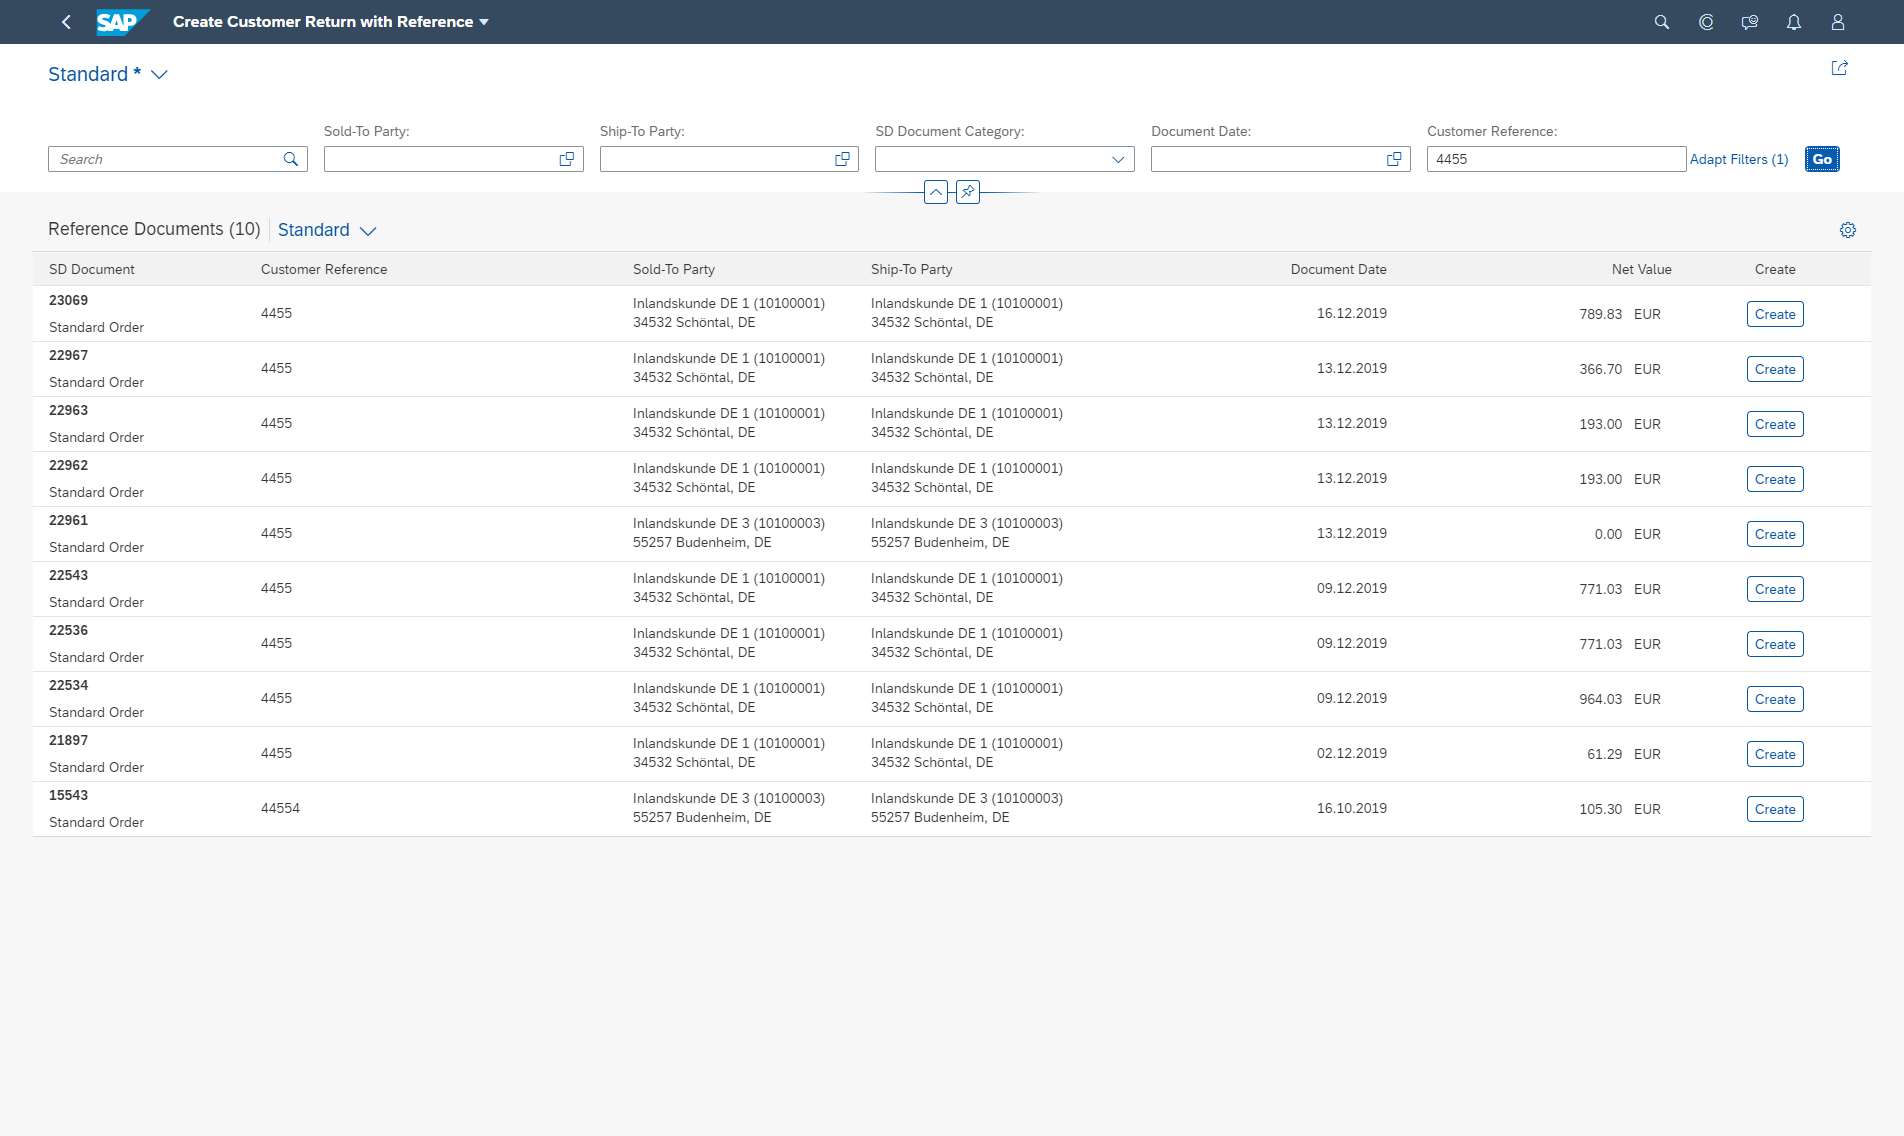 SAP Create Customer Return with Reference
Standard *
Sold-To Party: Ship-To Party: SD Document Category: Document Date: Customer Reference:
Search 4455 Adapt Filters (1) Go
Reference Documents (10) Standard
SD Document Customer Reference Sold-To Party Ship-To Party Document Date Net Value Create
23069
Standard Order
4455
Inlandskunde DE 1 (10100001)
34532 Schöntal, DE
Inlandskunde DE 1 (10100001)
34532 Schöntal, DE
16.12.2019
789.83 EUR
Create
22967
Standard Order
4455
Inlandskunde DE 1 (10100001)
34532 Schöntal, DE
Inlandskunde DE 1 (10100001)
34532 Schöntal, DE
13.12.2019
366.70 EUR
Create
22963
Standard Order
4455
Inlandskunde DE 1 (10100001)
34532 Schöntal, DE
Inlandskunde DE 1 (10100001)
34532 Schöntal, DE
13.12.2019
193.00 EUR
Create
22962
Standard Order
4455
Inlandskunde DE 1 (10100001)
34532 Schöntal, DE
Inlandskunde DE 1 (10100001)
34532 Schöntal, DE
13.12.2019
193.00 EUR
Create
22961
Standard Order
4455
Inlandskunde DE 3 (10100003)
55257 Budenheim, DE
Inlandskunde DE 3 (10100003)
55257 Budenheim, DE
13.12.2019
0.00 EUR
Create
22543
Standard Order
4455
Inlandskunde DE 1 (10100001)
34532 Schöntal, DE
Inlandskunde DE 1 (10100001)
34532 Schöntal, DE
09.12.2019
771.03 EUR
Create
22536
Standard Order
4455
Inlandskunde DE 1 (10100001)
34532 Schöntal, DE
Inlandskunde DE 1 (10100001)
34532 Schöntal, DE
09.12.2019
771.03 EUR
Create
22534
Standard Order
4455
Inlandskunde DE 1 (10100001)
34532 Schöntal, DE
Inlandskunde DE 1 (10100001)
34532 Schöntal, DE
09.12.2019
964.03 EUR
Create
21897
Standard Order
4455
Inlandskunde DE 1 (10100001)
34532 Schöntal, DE
Inlandskunde DE 1 (10100001)
34532 Schöntal, DE
02.12.2019
61.29 EUR
Create
15543
Standard Order
44554
Inlandskunde DE 3 (10100003)
55257 Budenheim, DE
Inlandskunde DE 3 (10100003)
55257 Budenheim, DE
16.10.2019
105.30 EUR
Create